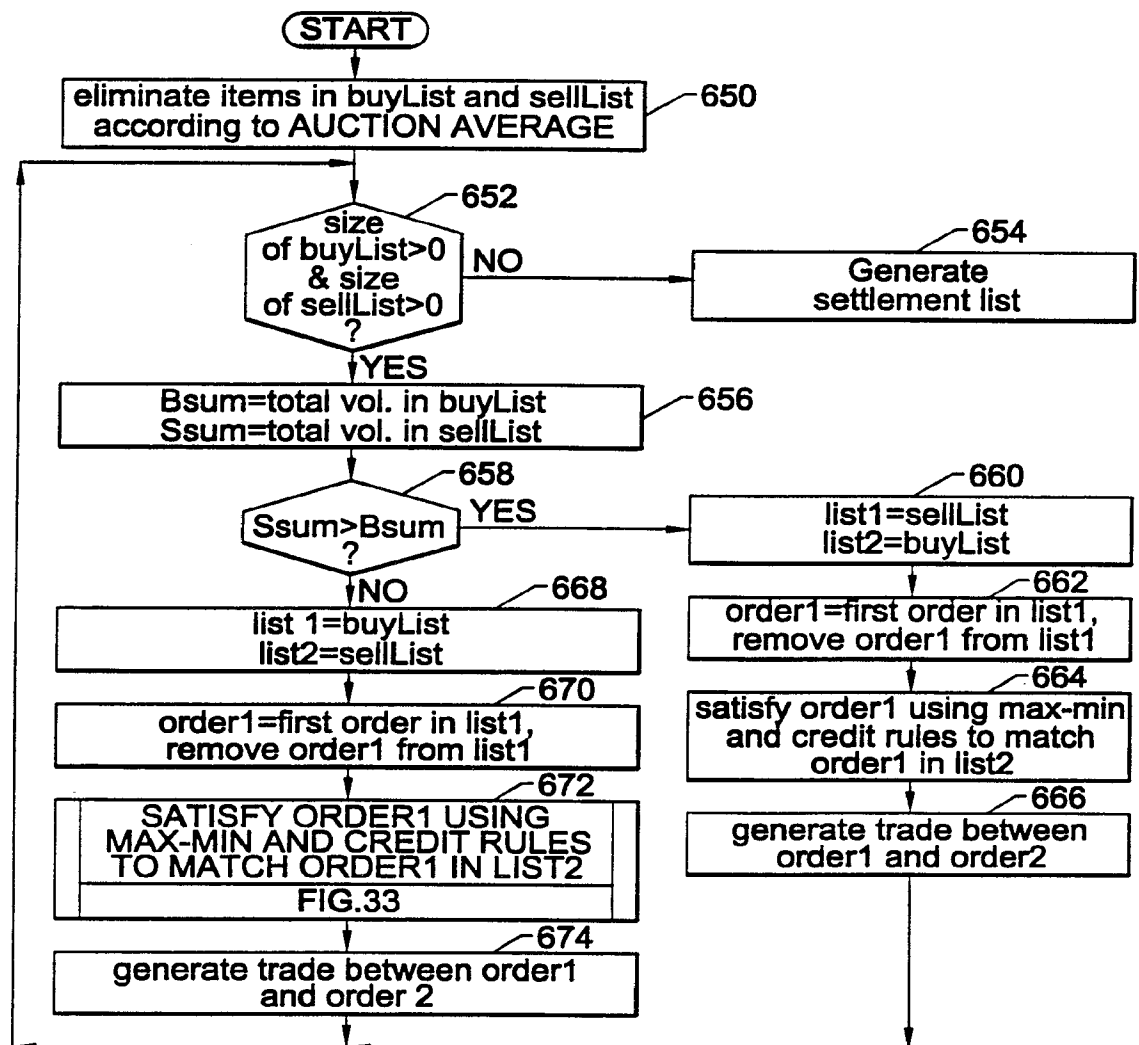 START
eliminate items in buyList and sellList
according to AUCTION AVERAGE
650
652
size
of buyList>0
& size
of sellList>0
?
NO
654
Generate
settlement list
YES
Bsum=total vol. in buyList
Ssum=total vol. in sellList
656
658
Ssum>Bsum
?
YES
660
list1=sellList
list2=buyList
662
order1=first order in list1,
remove order1 from list1
664
satisfy order1 using max-min
and credit rules to match
order1 in list2
666
generate trade between
order1 and order2
NO
668
list 1=buyList
list2=sellList
670
order1=first order in list1,
remove order1 from list1
672
SATISFY ORDER1 USING
MAX-MIN AND CREDIT RULES
TO MATCH ORDER1 IN LIST2
FIG.33
674
generate trade between order1
and order 2